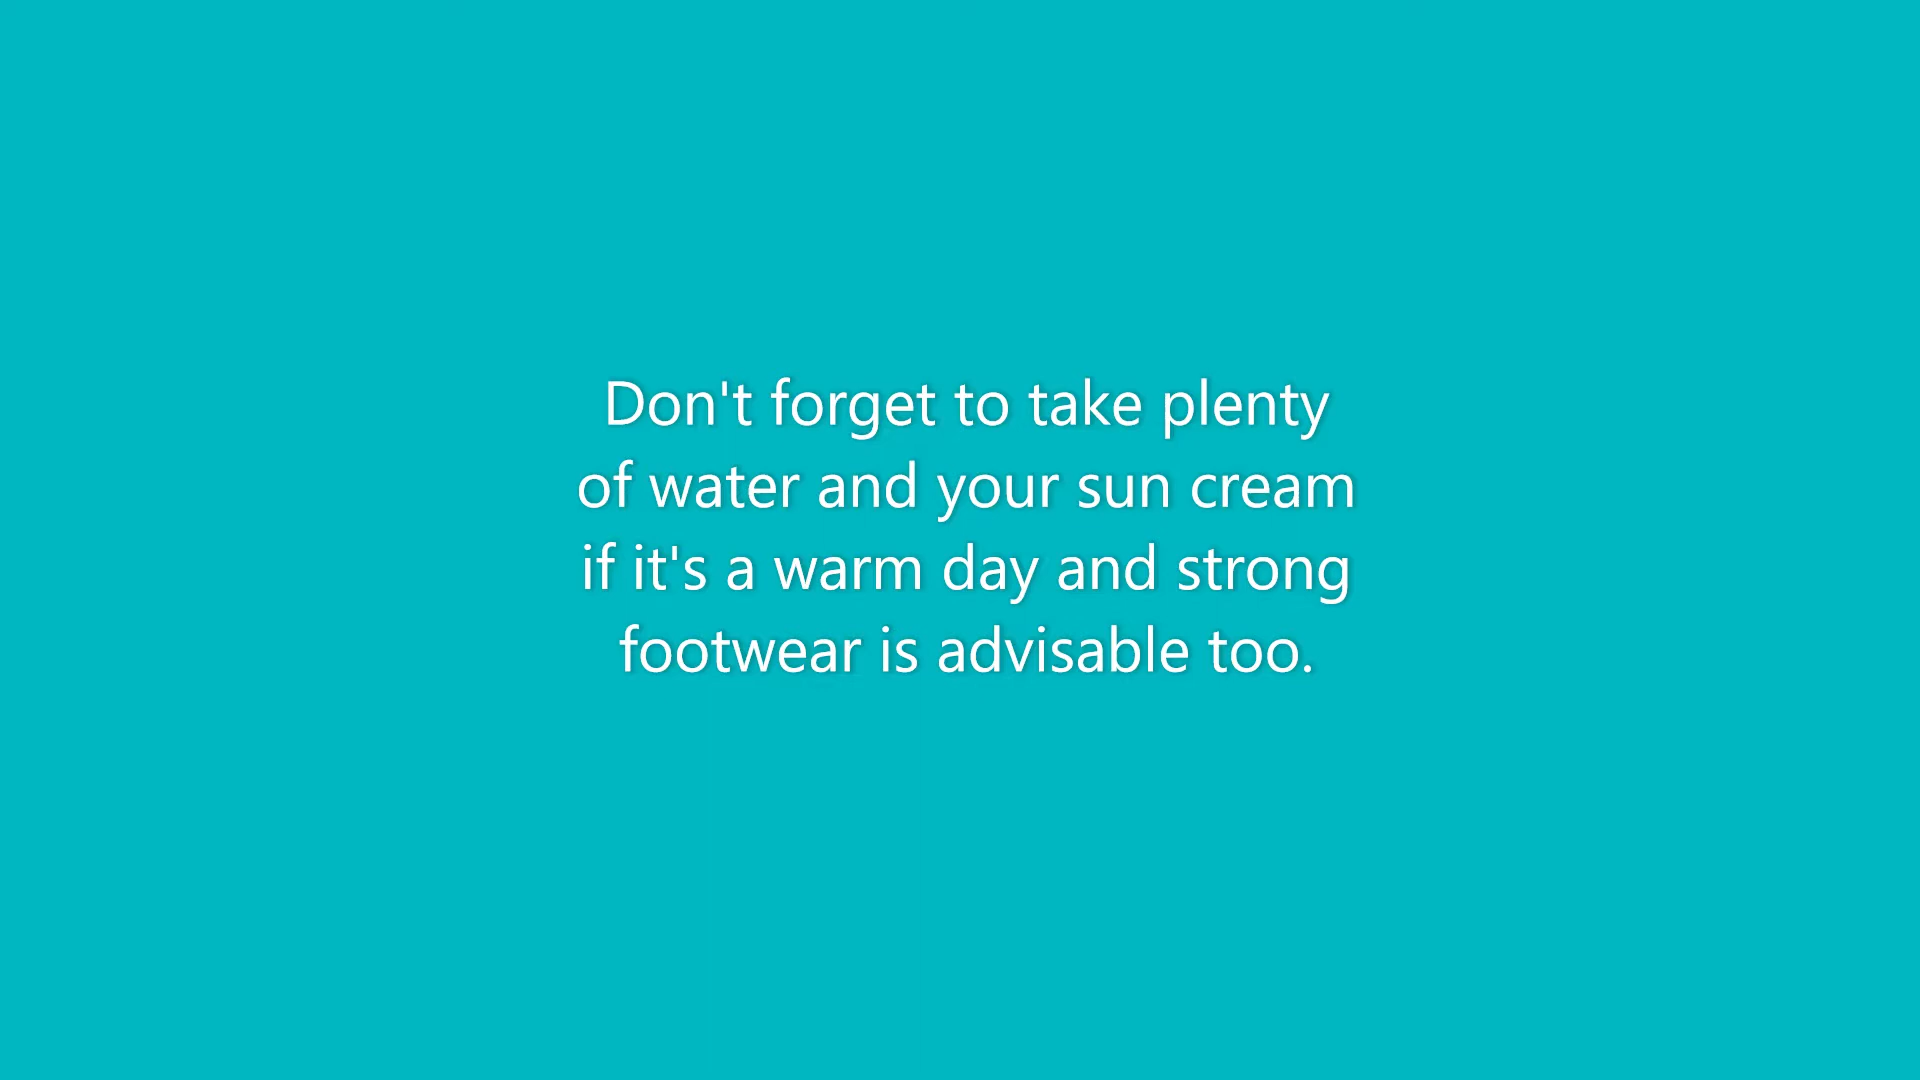 Don't forget to take plenty
of water and your sun cream
if it's a warm day and strong
footwear is advisable too.